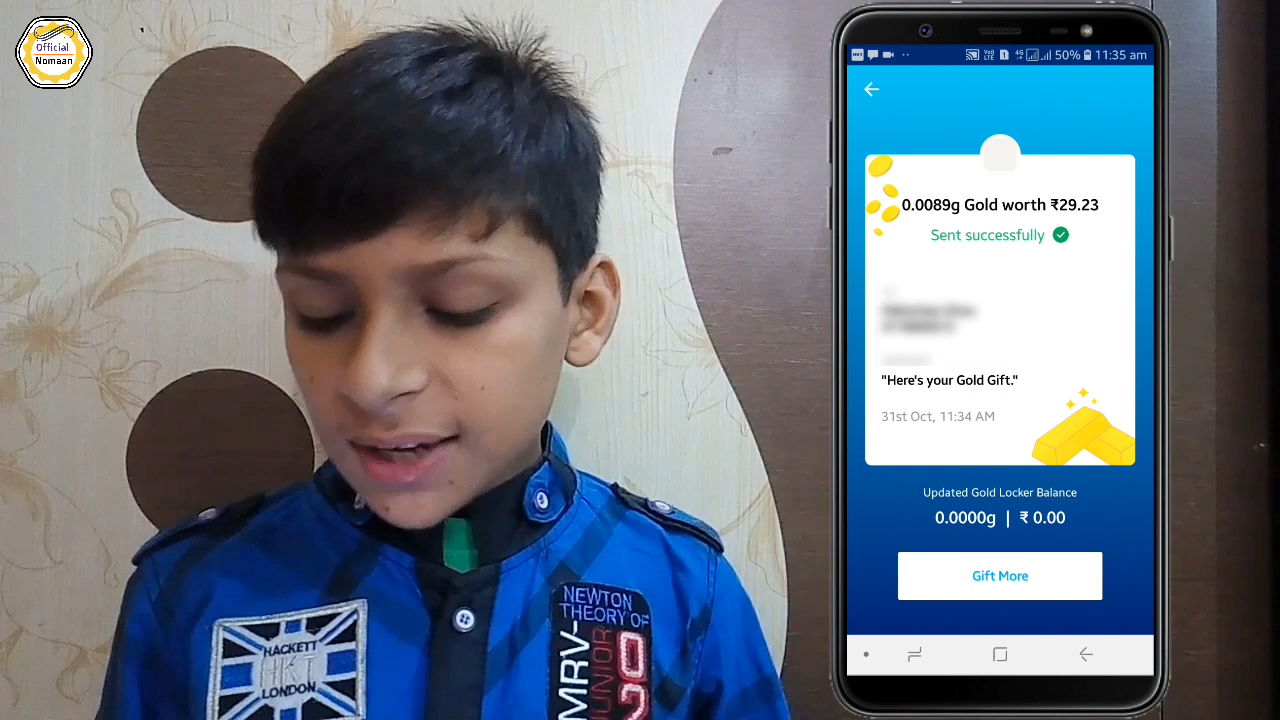 Official
Nomaan
HACKETT
HKT
LONDON
NEWTON
THEORY OF
MRV-
JUNIOR
4G
50%
11:35 am
0.0089g Gold worth ₹29.23
Sent successfully
"Here's your Gold Gift."
31st Oct, 11:34 AM
Updated Gold Locker Balance
0.0000g | ₹ 0.00
Gift More